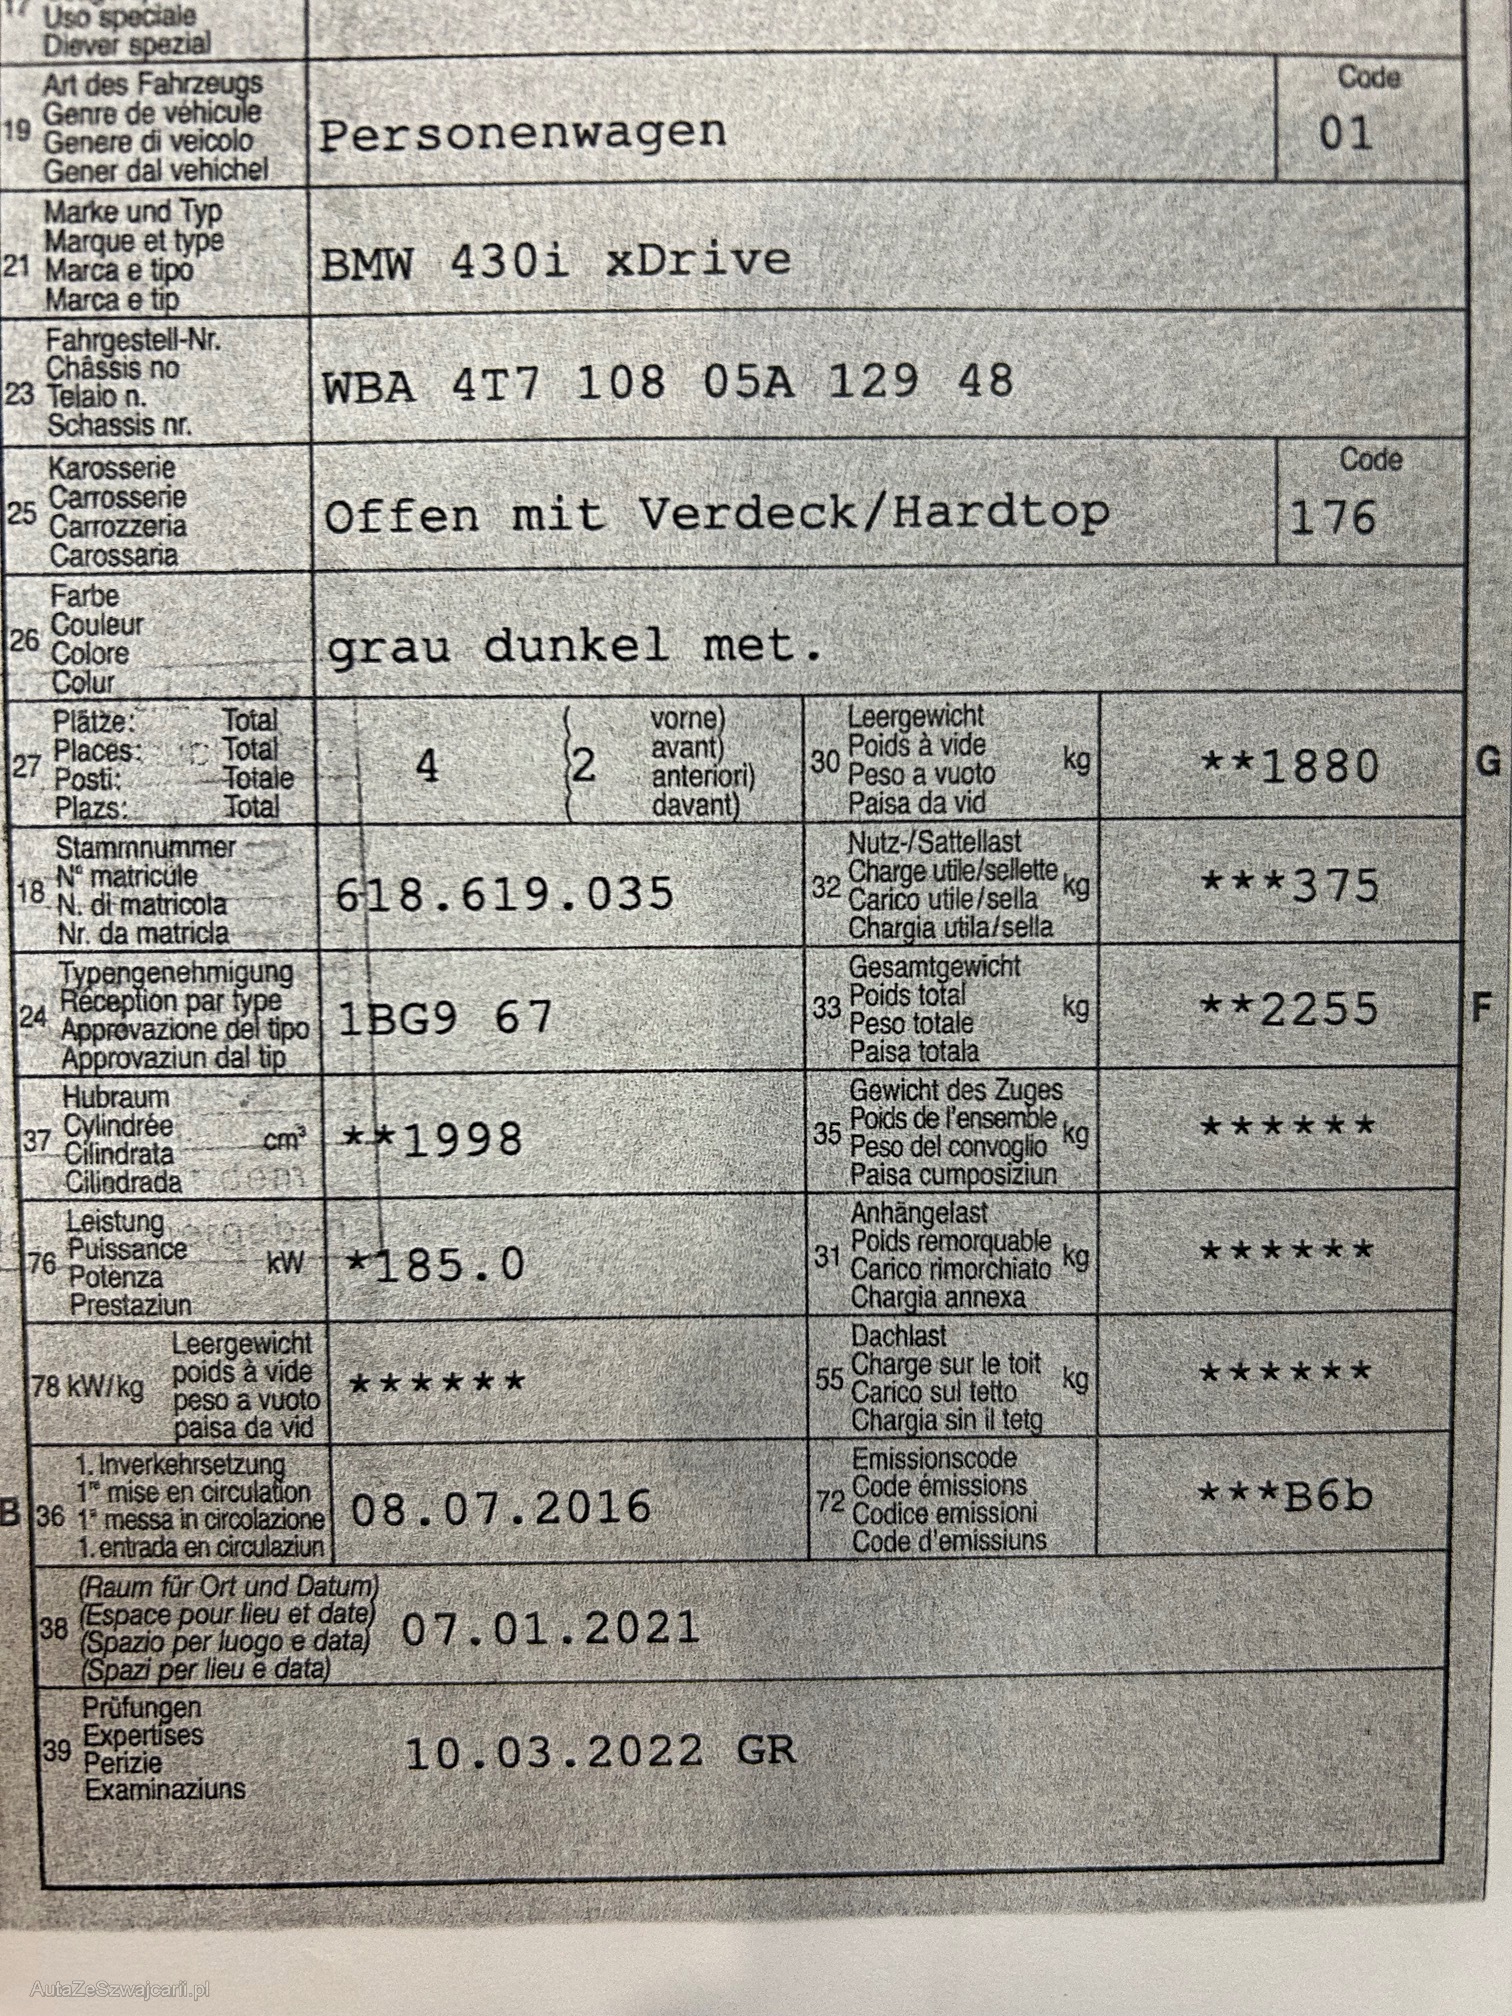 17 Uso speciale
Diever spezial
19 Art des Fahrzeugs
Genre de véhicule
Genere di veicolo
Gener dal vehichel
Personenwagen
Code
01
21 Marke und Typ
Marque et type
Marca e tipo
Marca e tip
BMW 430i xDrive
23 Fahrgestell-Nr.
Châssis no
Telaio n.
Schassis nr.
WBA 4T7 108 05A 129 48
25 Karosserie
Carrosserie
Carrozzeria
Carossaria
Offen mit Verdeck/Hardtop
Code
176
26 Farbe
Couleur
Colore
Colur
grau dunkel met.
27 Plätze: Total
Places: Total
Posti: Totale
Plazs: Total
4 ( 2 vorne)
avant)
anteriori)
davant)
30 Leergewicht
Poids à vide
Peso a vuoto
Paisa da vid
kg
**1880
G
18 Stammnummer
N° matricule
N. di matricola
Nr. da matricla
618.619.035
32 Nutz-/Sattellast
Charge utile/sellette
Carico utile/sella
Chargia utila/sella
kg
***375
24 Typengenehmigung
Réception par type
Approvazione del tipo
Approvaziun dal tip
1BG9 67
33 Gesamtgewicht
Poids total
Peso totale
Paisa totala
kg
**2255
F
37 Hubraum
Cylindrée
Cilindrata
Cilindrada
cm³
**1998
35 Gewicht des Zuges
Poids de l'ensemble
Peso del convoglio
Paisa cumposiziun
kg
******
76 Leistung
Puissance
Potenza
Prestaziun
kW
*185.0
31 Anhängelast
Poids remorquable
Carico rimorchiato
Chargia annexa
kg
******
78 kW/kg
Leergewicht
poids à vide
peso a vuoto
paisa da vid
******
55 Dachlast
Charge sur le toit
Carico sul tetto
Chargia sin il tetg
kg
******
B 36 1. Inverkehrsetzung
1re mise en circulation
1a messa in circolazione
1. entrada en circulaziun
08.07.2016
72 Emissionscode
Code émissions
Codice emissioni
Code d'emissiuns
***B6b
38 (Raum für Ort und Datum)
(Espace pour lieu et date)
(Spazio per luogo e data)
(Spazi per lieu e data)
07.01.2021
39 Prüfungen
Expertises
Perizie
Examinaziuns
10.03.2022 GR
AutaZeSzwajcarii.pl